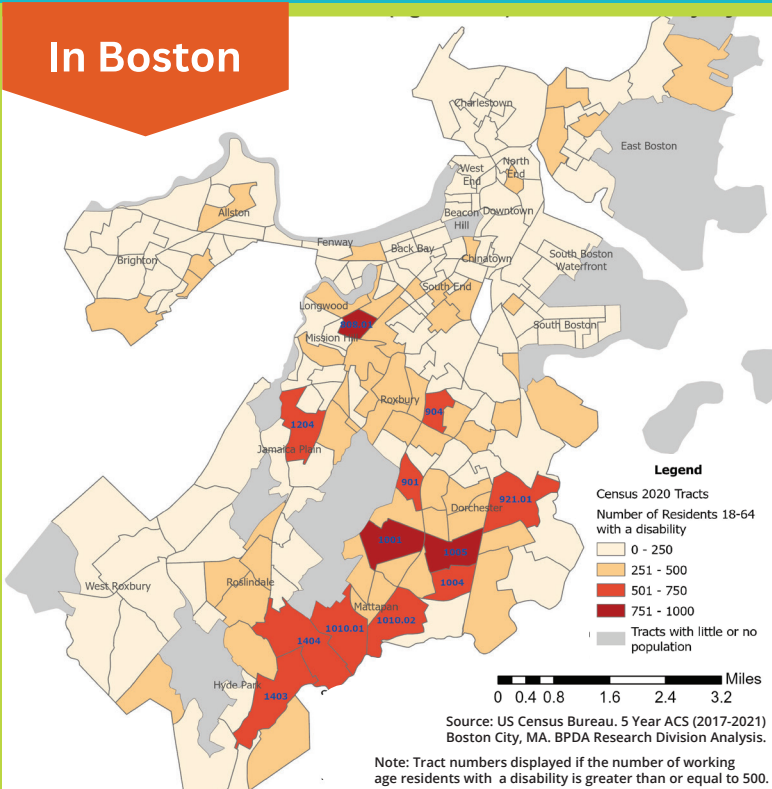 In Boston
Charlestown
East Boston
West
End
North
End
Allston
Beacon
Hill
Downtown
Fenway
Back Bay
Brighton
Chinatown
South Boston
Waterfront
South End
Longwood
South Boston
Mission Hill
Roxbury
904
1204
Jamaica Plain
901
921.01
Dorchester
1004
West Roxbury
Roslindale
Mattapan
1010.01
1010.02
1404
Hyde Park
1403
Legend
Census 2020 Tracts
Number of Residents 18-64
with a disability
0 - 250
251 - 500
501 - 750
751 - 1000
Tracts with little or no
population
Miles
0 0.4 0.8 1.6 2.4 3.2
Source: US Census Bureau. 5 Year ACS (2017-2021)
Boston City, MA. BPDA Research Division Analysis.
Note: Tract numbers displayed if the number of working
age residents with a disability is greater than or equal to 500.